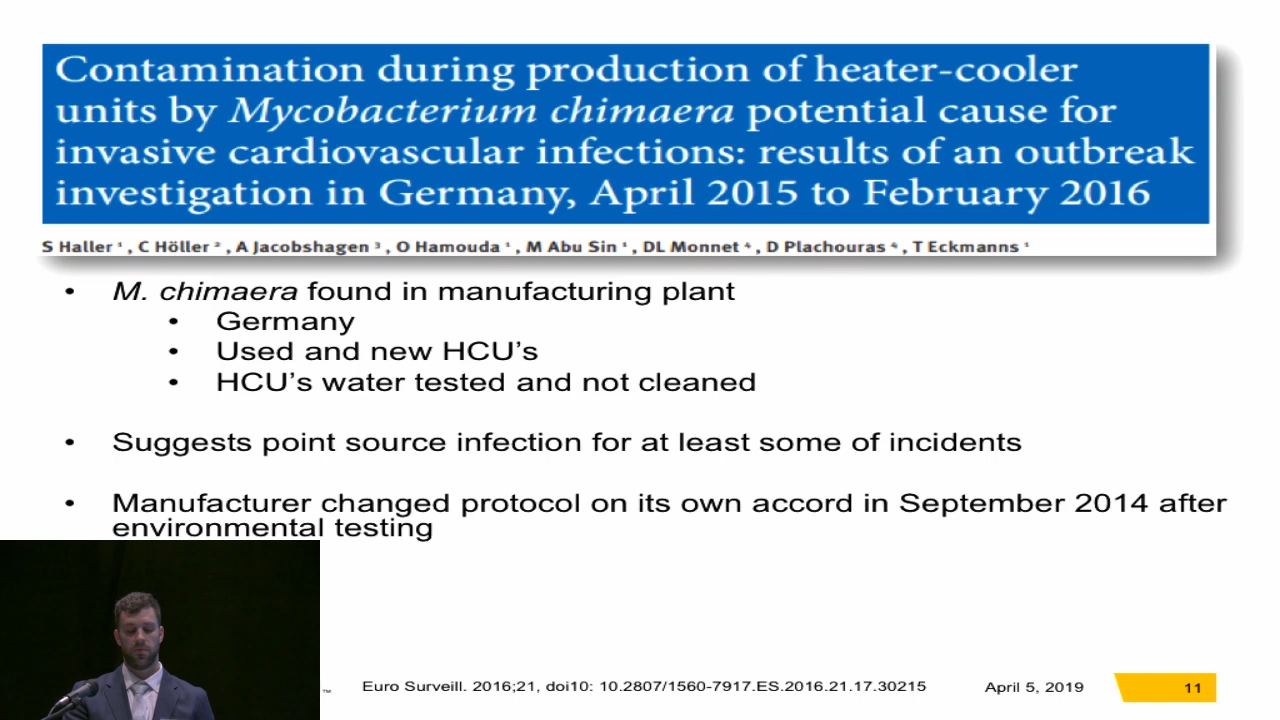 Contamination during production of heater-cooler
units by Mycobacterium chimaera potential cause for
invasive cardiovascular infections: results of an outbreak
investigation in Germany, April 2015 to February 2016
S Haller ¹ , C Höller ² , A Jacobshagen ³ , O Hamouda ¹ , M Abu Sin ¹ , DL Monnet ⁴ , D Plachouras ⁴ , T Eckmanns ¹
• M. chimaera found in manufacturing plant
• Germany
• Used and new HCU’s
• HCU’s water tested and not cleaned
• Suggests point source infection for at least some of incidents
• Manufacturer changed protocol on its own accord in September 2014 after
environmental testing
™ Euro Surveill. 2016;21, doi10: 10.2807/1560-7917.ES.2016.21.17.30215 April 5, 2019 11